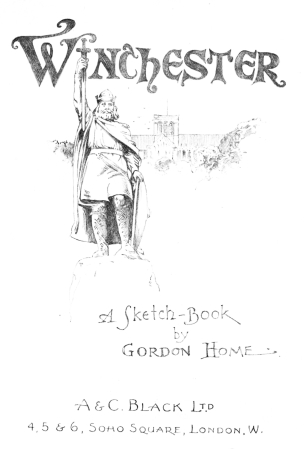 WINCHESTER
A Sketch-Book
by
GORDON HOME
A & C. BLACK LTD
4, 5 & 6, SOHO SQUARE, LONDON, W.